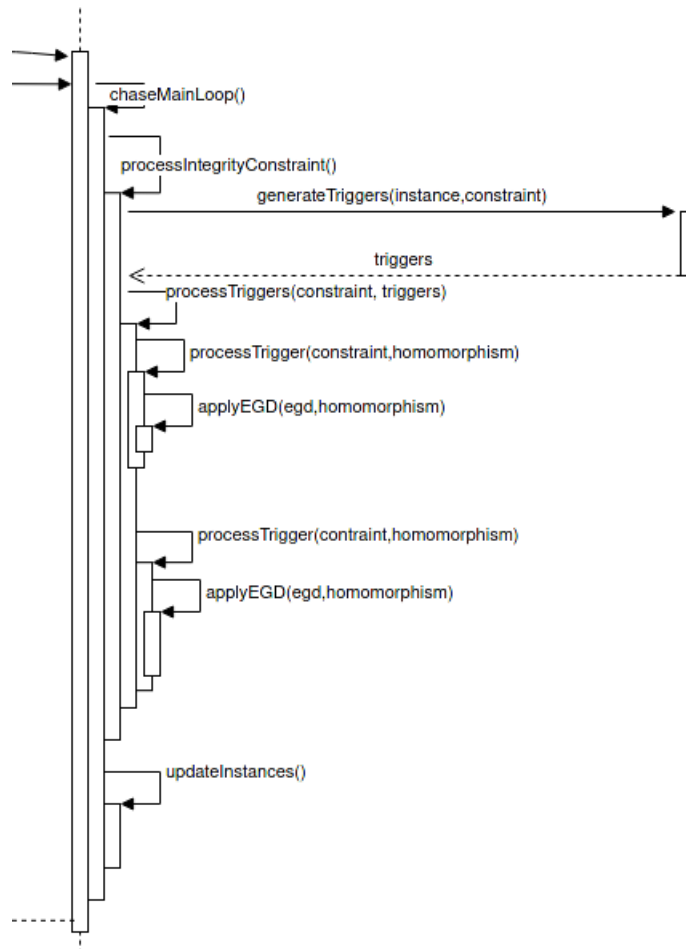 chaseMainLoop()
processIntegrityConstraint()
generateTriggers(instance,constraint)
triggers
processTriggers(constraint, triggers)
processTrigger(constraint,homomorphism)
applyEGD(egd,homomorphism)
processTrigger(contraint,homomorphism)
applyEGD(egd,homomorphism)
updateInstances()